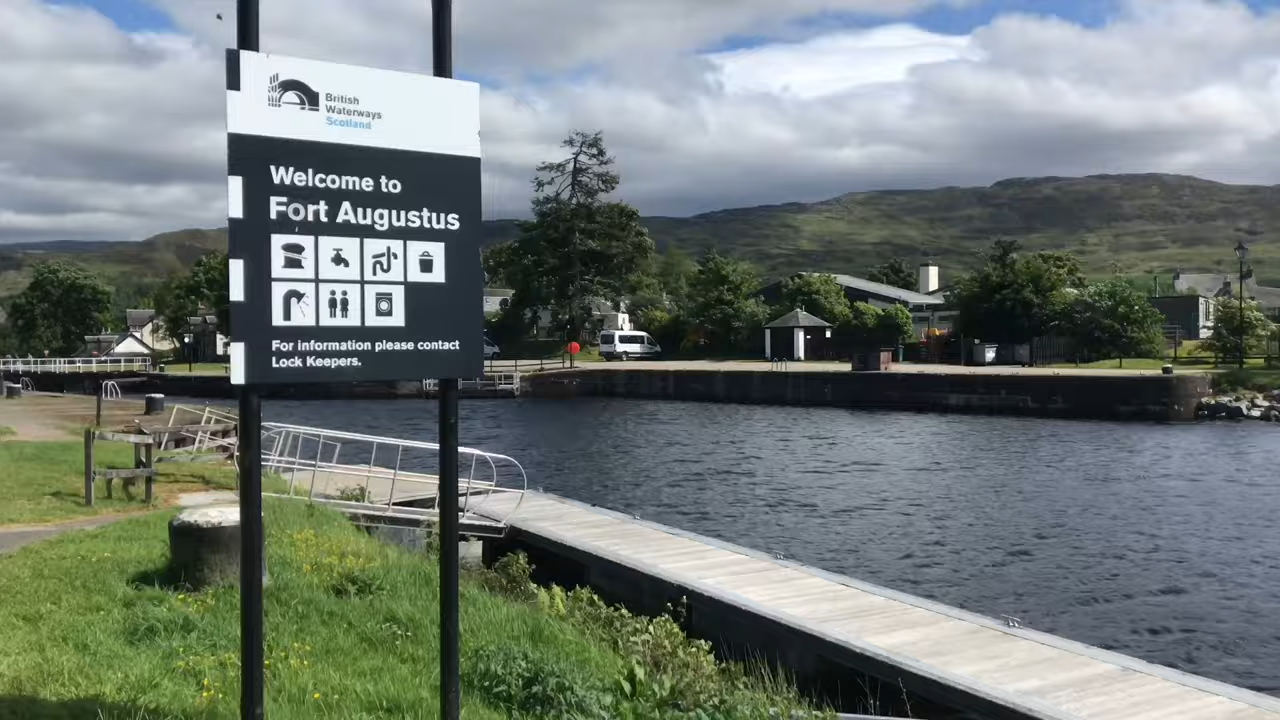 British
Waterways
Scotland
Welcome to
Fort Augustus
For information please contact
Lock Keepers.